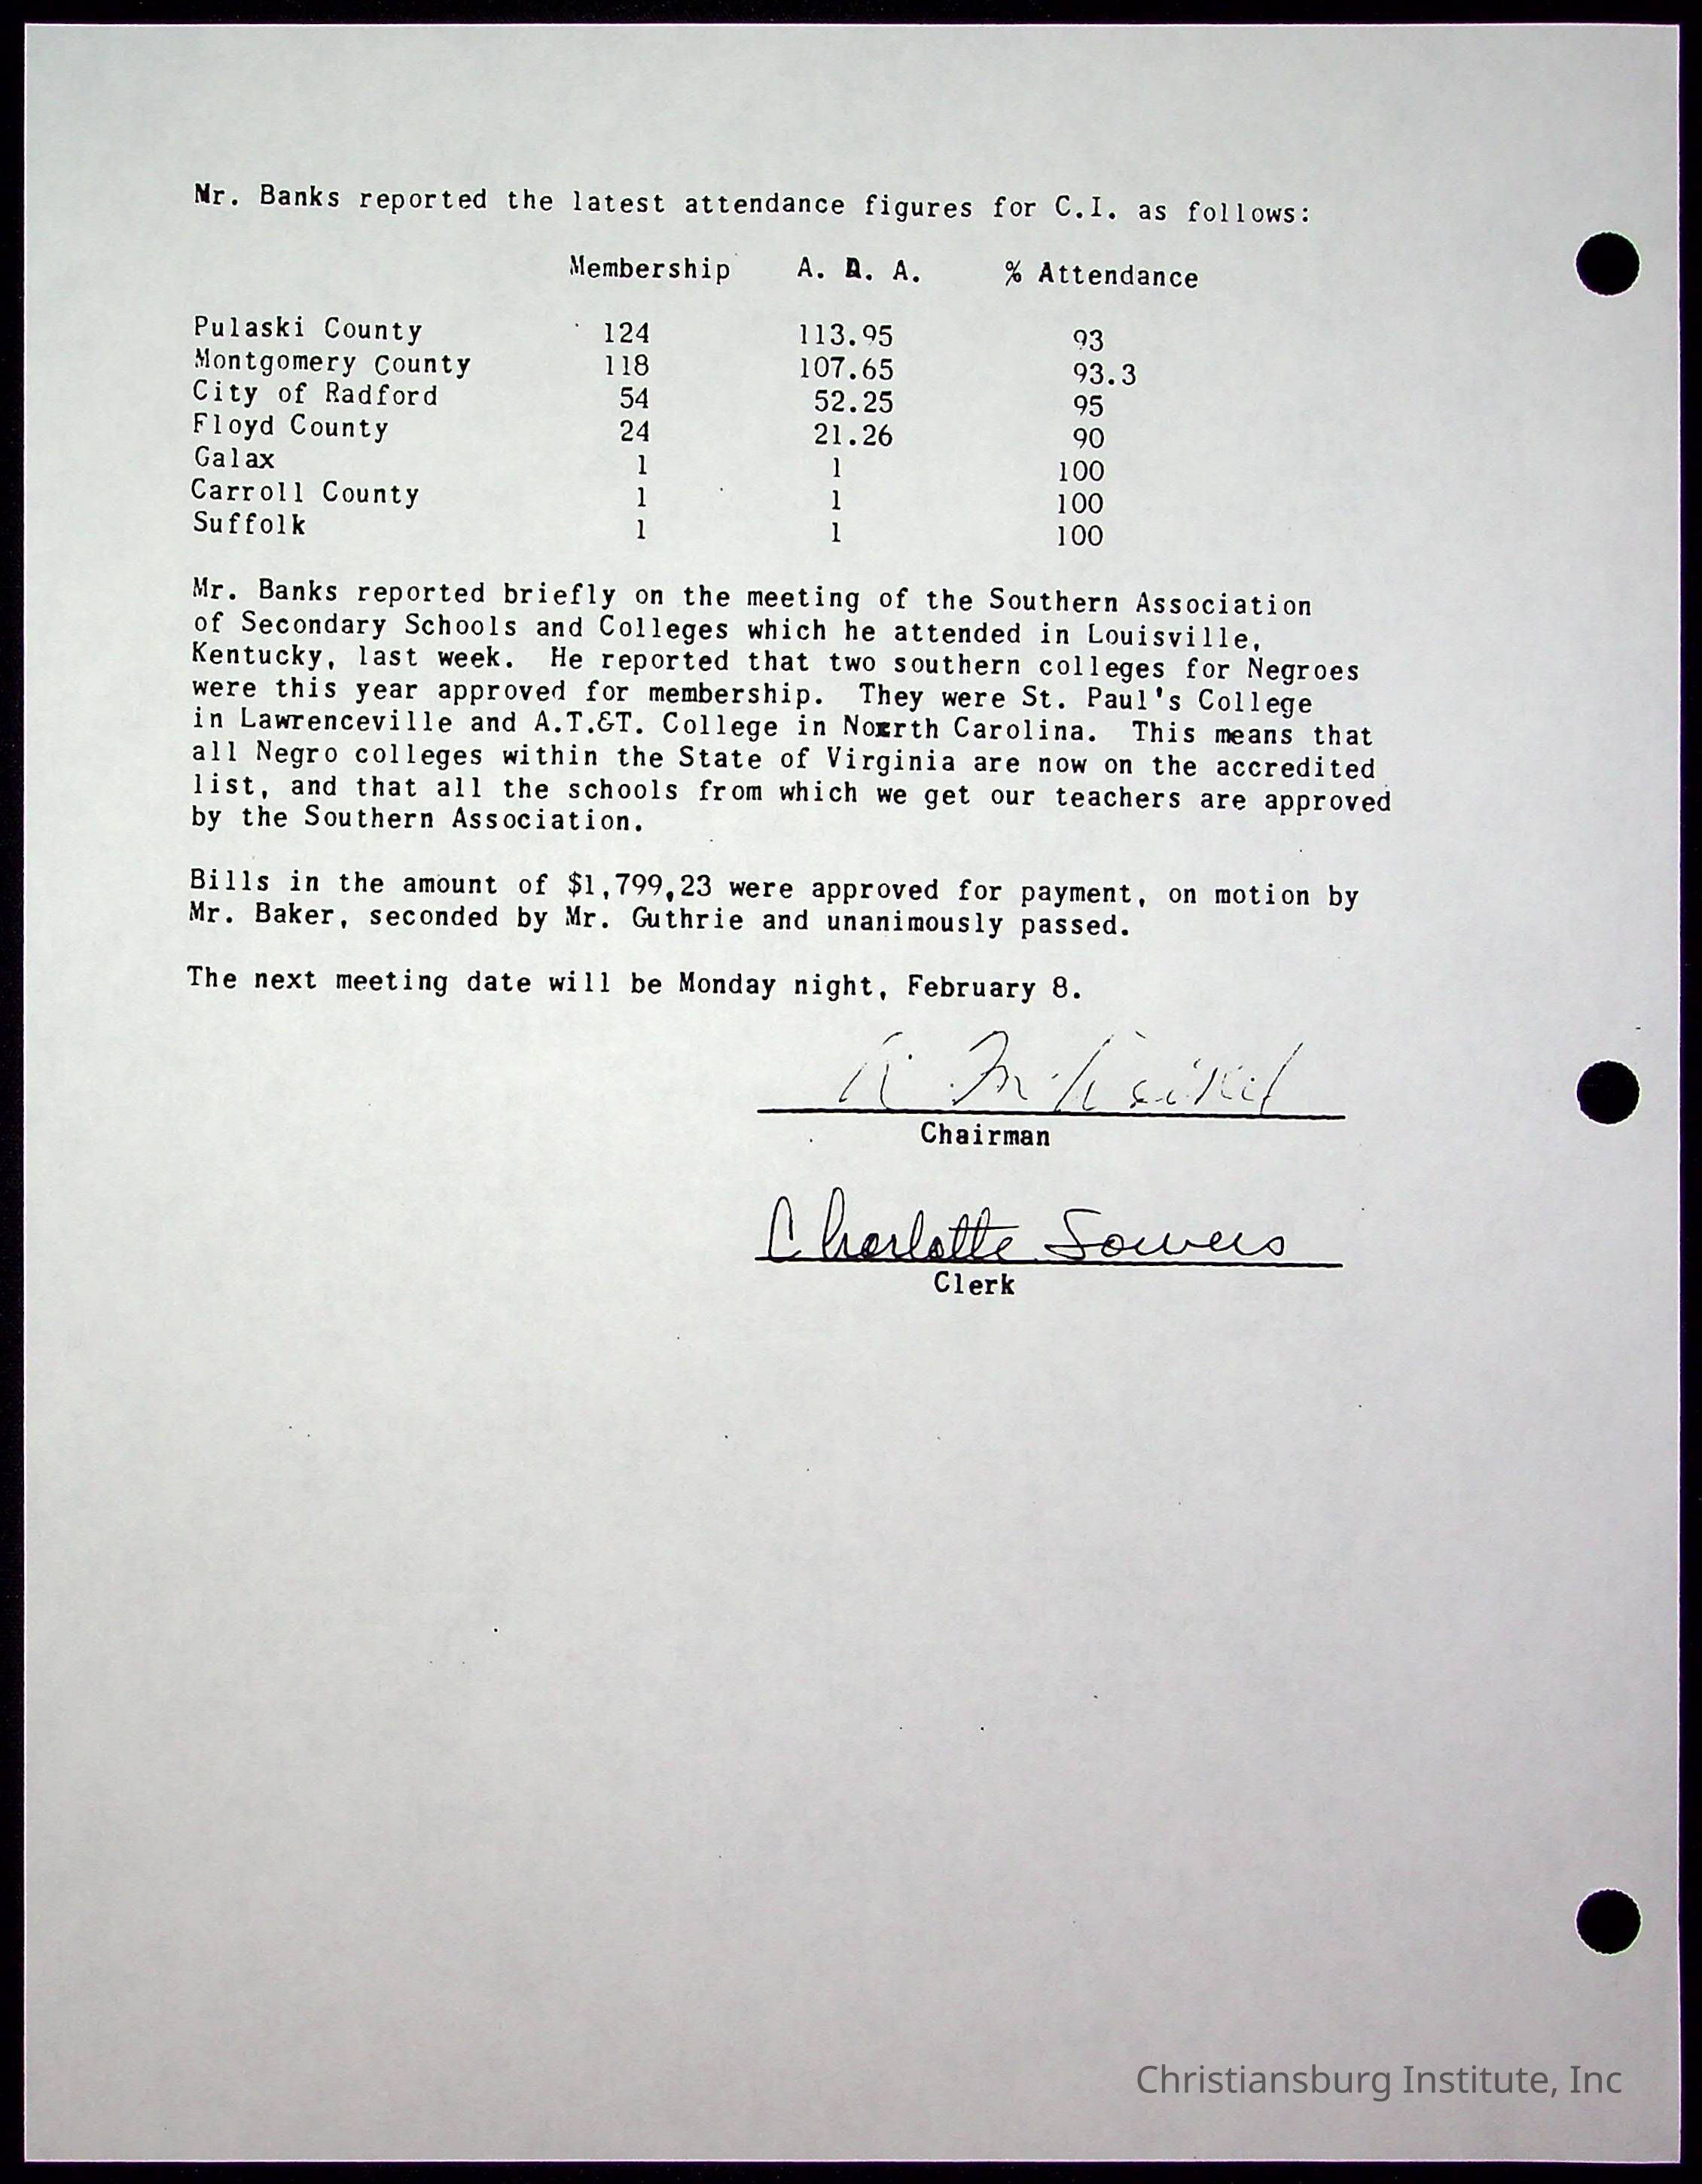 Mr. Banks reported the latest attendance figures for C.I. as follows:
Membership A. D. A. % Attendance
Pulaski County 124 113.95 93
Montgomery County 118 107.65 93.3
City of Radford 54 52.25 95
Floyd County 24 21.26 90
Galax 1 1 100
Carroll County 1 1 100
Suffolk 1 1 100
Mr. Banks reported briefly on the meeting of the Southern Association
of Secondary Schools and Colleges which he attended in Louisville,
Kentucky, last week. He reported that two southern colleges for Negroes
were this year approved for membership. They were St. Paul's College
in Lawrenceville and A.T.&T. College in Noxrth Carolina. This means that
all Negro colleges within the State of Virginia are now on the accredited
list, and that all the schools from which we get our teachers are approved
by the Southern Association.
Bills in the amount of $1,799,23 were approved for payment, on motion by
Mr. Baker, seconded by Mr. Guthrie and unanimously passed.
The next meeting date will be Monday night, February 8.
Chairman
Charlotte Sowers
Clerk
Christiansburg Institute, Inc